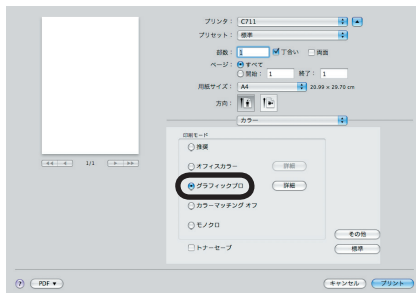 プリンタ： C711
プリセット： 標準
部数： 1 丁合い 両面
ページ： すべて
開始： 1 終了： 1
用紙サイズ： A4 20.99 x 29.70 cm
方向：
カラー
印刷モード
推奨
オフィスカラー 詳細
グラフィックプロ 詳細
カラーマッチング オフ
モノクロ
トナーセーブ
その他
標準
1/1
? PDF▼ キャンセル プリント